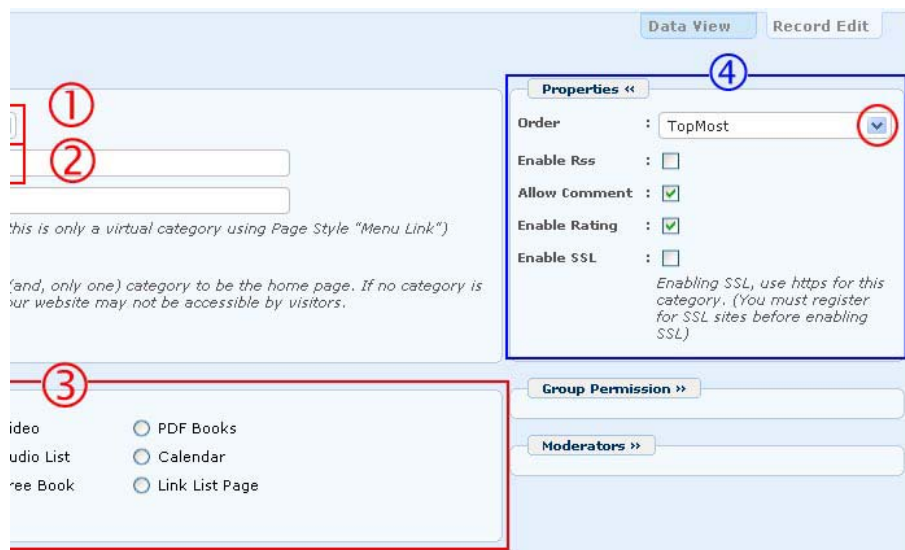 Data View Record Edit
①
②
this is only a virtual category using Page Style "Menu Link")
(and, only one) category to be the home page. If no category is
our website may not be accessible by visitors.
④
Properties «
Order : TopMost
Enable Rss :
Allow Comment :
Enable Rating :
Enable SSL :
Enabling SSL, use https for this
category. (You must register
for SSL sites before enabling
SSL)
③
ideo PDF Books
udio List Calendar
ree Book Link List Page
Group Permission »
Moderators »